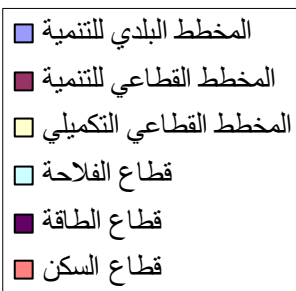 المخطط البلدي للتنمية
المخطط القطاعي للتنمية
المخطط القطاعي التكميلي
قطاع الفلاحة
قطاع الطاقة
قطاع السكن